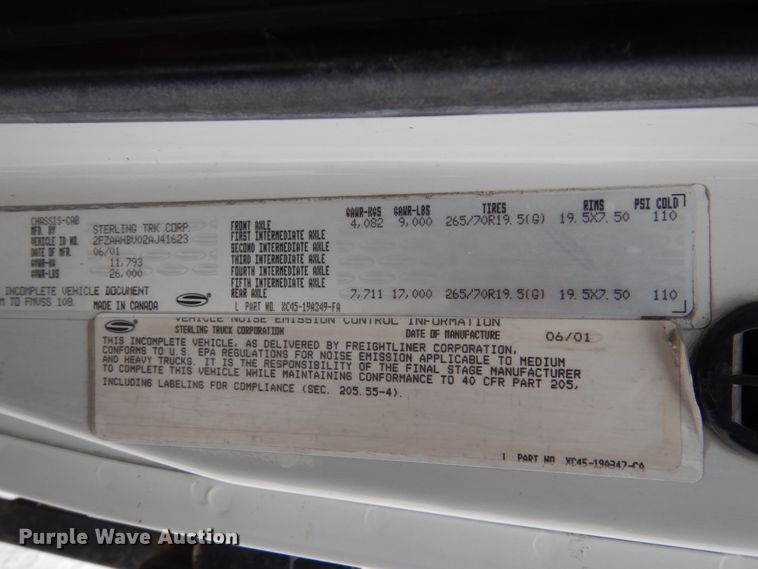 GAWR-KGS GAWR-LBS TIRES RIMS PSI COLD
CHASSIS-CAB FRONT AXLE 4,082 9,000 265/70R19.5(G) 19.5X7.50 110
BY STERLING TRK CORP. FIRST INTERMEDIATE AXLE
VEHICLE ID NO. 2FZAAHBV02AJ41623 SECOND INTERMEDIATE AXLE
DATE OF MFR. 06/01 THIRD INTERMEDIATE AXLE
11,793 FOURTH INTERMEDIATE AXLE
26,000 FIFTH INTERMEDIATE AXLE
INCOMPLETE VEHICLE DOCUMENT REAR AXLE 7,711 17,000 265/70R19.5(G) 19.5X7.50 110
TO FMVSS 108. MADE IN CANADA PART NO. XC45-19A349-FA
VEHICLE NOISE EMISSION CONTROL INFORMATION
STERLING TRUCK CORPORATION DATE OF MANUFACTURE 06/01
THIS INCOMPLETE VEHICLE, AS DELIVERED BY FREIGHTLINER CORPORATION,
CONFORMS TO U.S. EPA REGULATIONS FOR NOISE EMISSION APPLICABLE TO MEDIUM
AND HEAVY TRUCKS. IT IS THE RESPONSIBILITY OF THE FINAL STAGE MANUFACTURER
TO COMPLETE THIS VEHICLE WHILE MAINTAINING CONFORMANCE TO 40 CFR PART 205,
INCLUDING LABELING FOR COMPLIANCE (SEC. 205.55-4).
PART NO XC45-19A347-CA
Purple Wave Auction